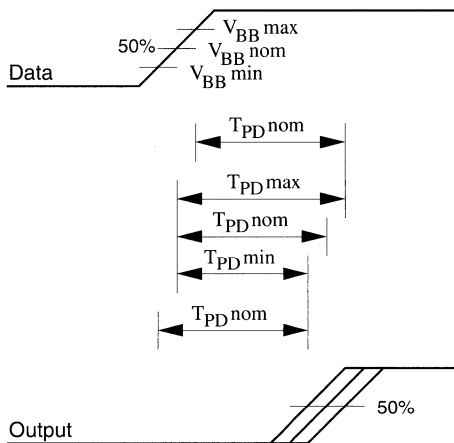 V_BB max
50% V_BB nom
Data V_BB min
T_PD nom
T_PD max
T_PD nom
T_PD min
T_PD nom
50%
Output